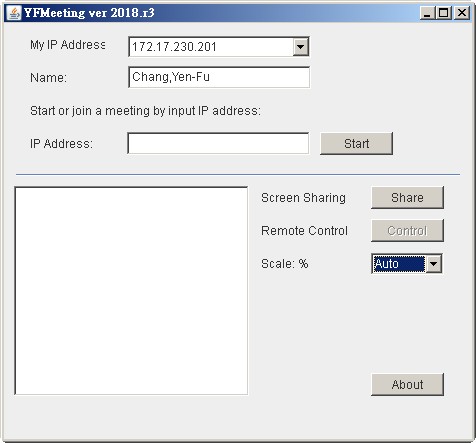 YFMeeting ver 2018.r3
My IP Address 172.17.230.201
Name: Chang,Yen-Fu
Start or join a meeting by input IP address:
IP Address: Start
Screen Sharing Share
Remote Control Control
Scale: % Auto
About